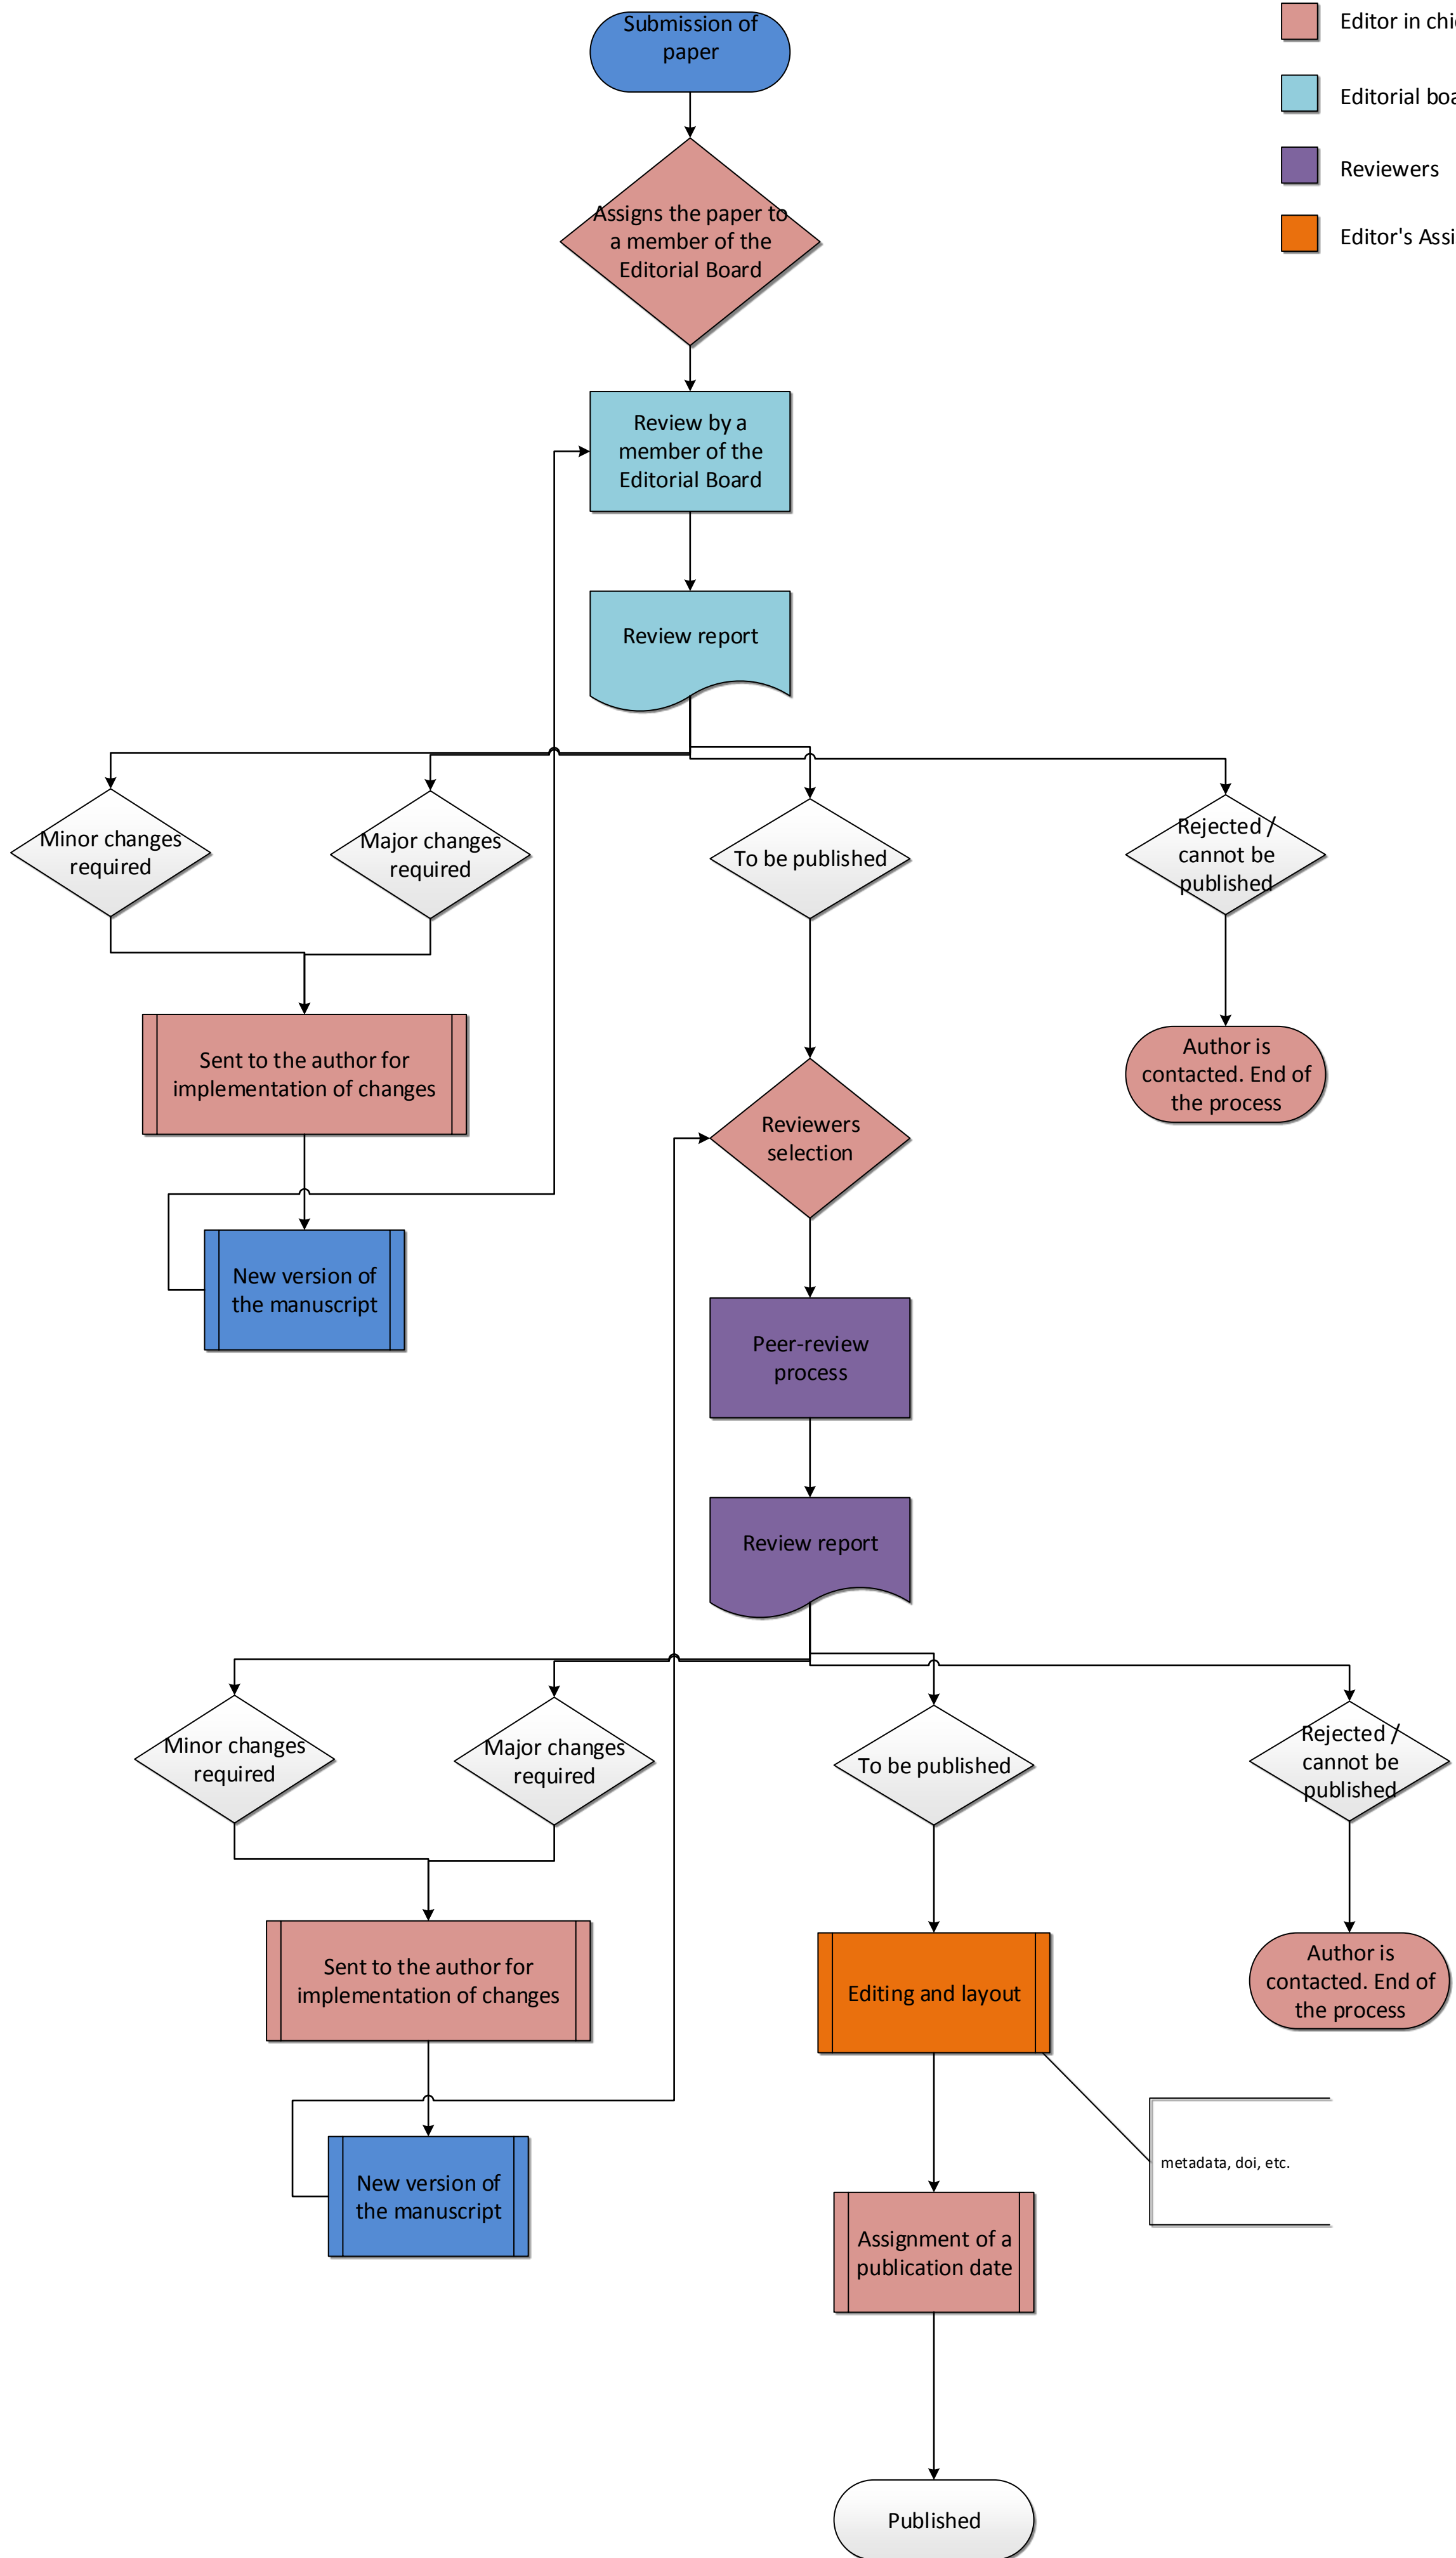 Submission of
paper
Editor in
Editorial
Reviewers
Editor's
Assigns the paper to
a member of the
Editorial Board
Review by a
member of the
Editorial Board
Review report
Minor changes
required
Major changes
required
To be published
Rejected /
cannot be
published
Sent to the author for
implementation of changes
Author is
contacted. End of
the process
Reviewers
selection
New version of
the manuscript
Peer-review
process
Review report
Minor changes
required
Major changes
required
To be published
Rejected /
cannot be
published
Sent to the author for
implementation of changes
Editing and layout
Author is
contacted. End of
the process
metadata, doi, etc.
New version of
the manuscript
Assignment of a
publication date
Published